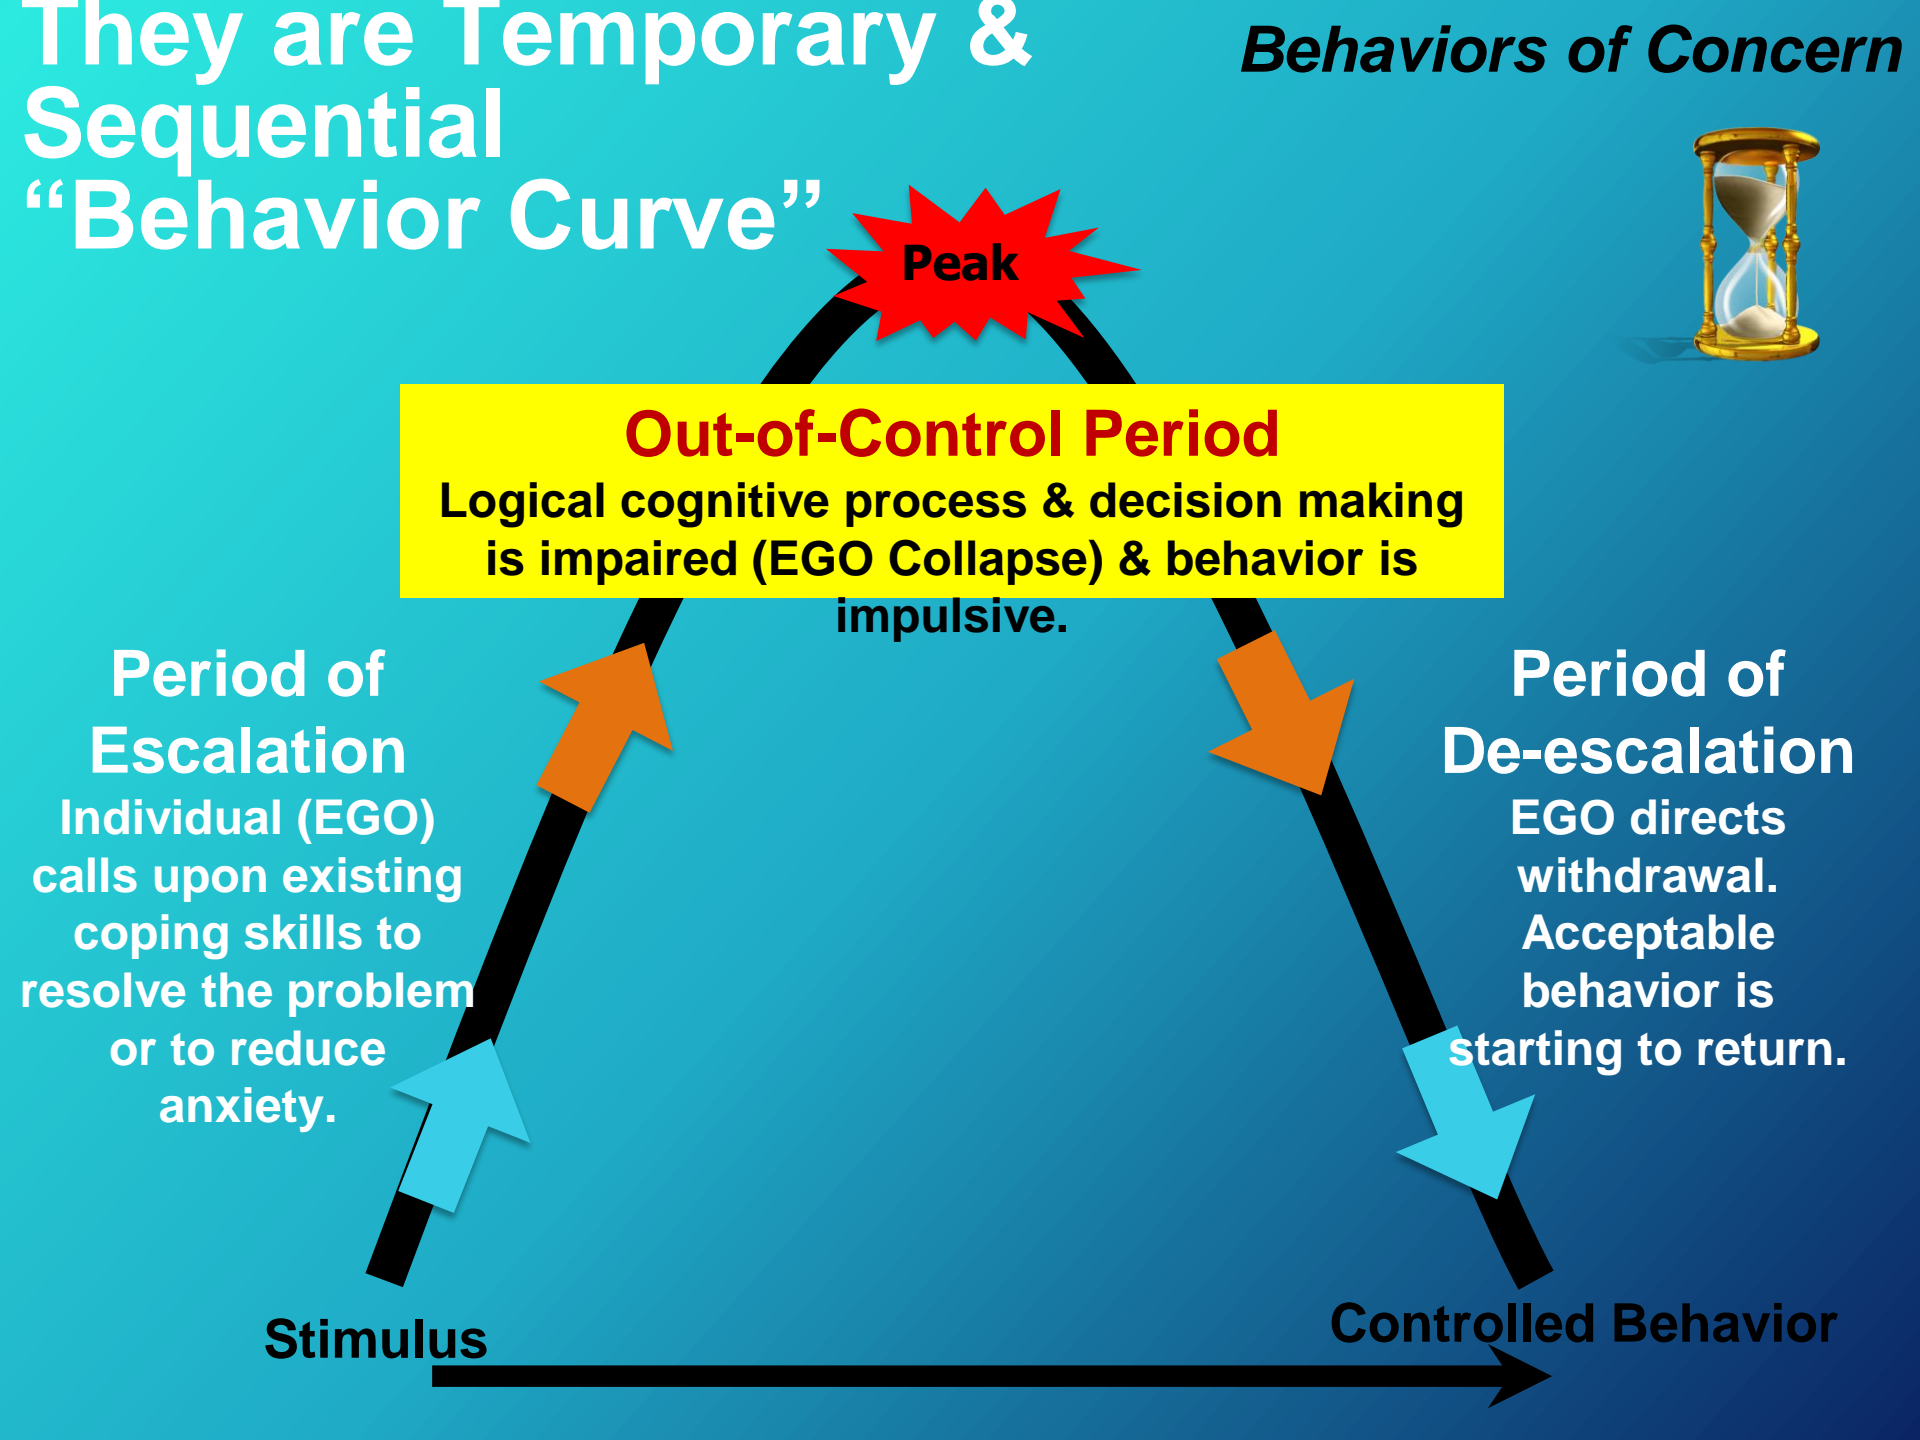 They are Temporary &
Sequential
“Behavior Curve”
Behaviors of Concern
Peak
Out-of-Control Period
Logical cognitive process & decision making
is impaired (EGO Collapse) & behavior is
impulsive.
Period of
Escalation
Individual (EGO)
calls upon existing
coping skills to
resolve the problem
or to reduce
anxiety.
Period of
De-escalation
EGO directs
withdrawal.
Acceptable
behavior is
starting to return.
Stimulus
Controlled Behavior